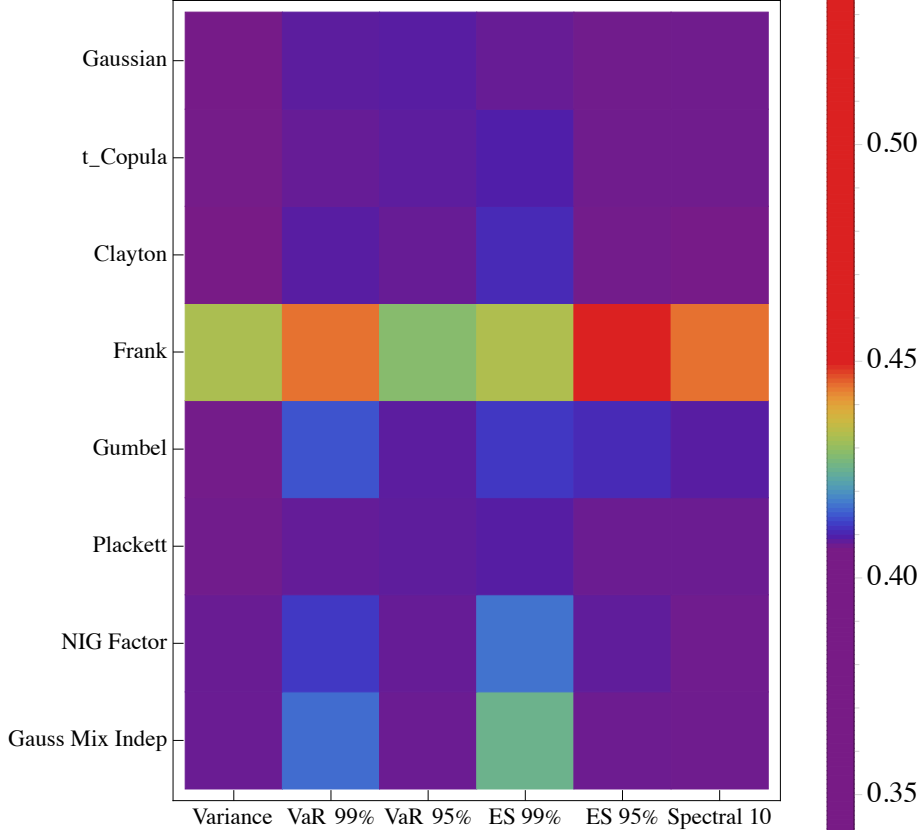 Gaussian
t_Copula
Clayton
Frank
Gumbel
Plackett
NIG Factor
Gauss Mix Indep
Variance VaR 99% VaR 95% ES 99% ES 95% Spectral 10
0.50
0.45
0.40
0.35